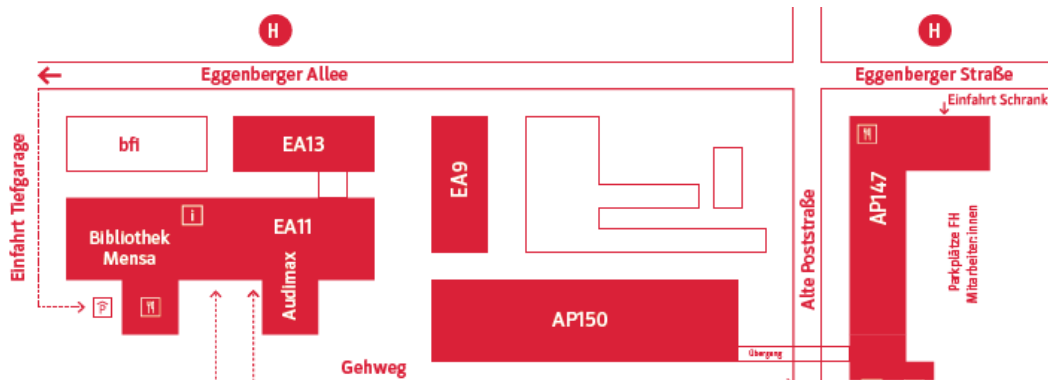 H
H
Eggenberger Allee
Eggenberger Straße
Einfahrt Schrank
Einfahrt Tiefgarage
bfi
EA13
EA9
AP147
i
EA11
Bibliothek
Mensa
Audimax
Alte Poststraße
Parkplätze FH
Mitarbeiter:innen
P
AP150
Übergang
Gehweg